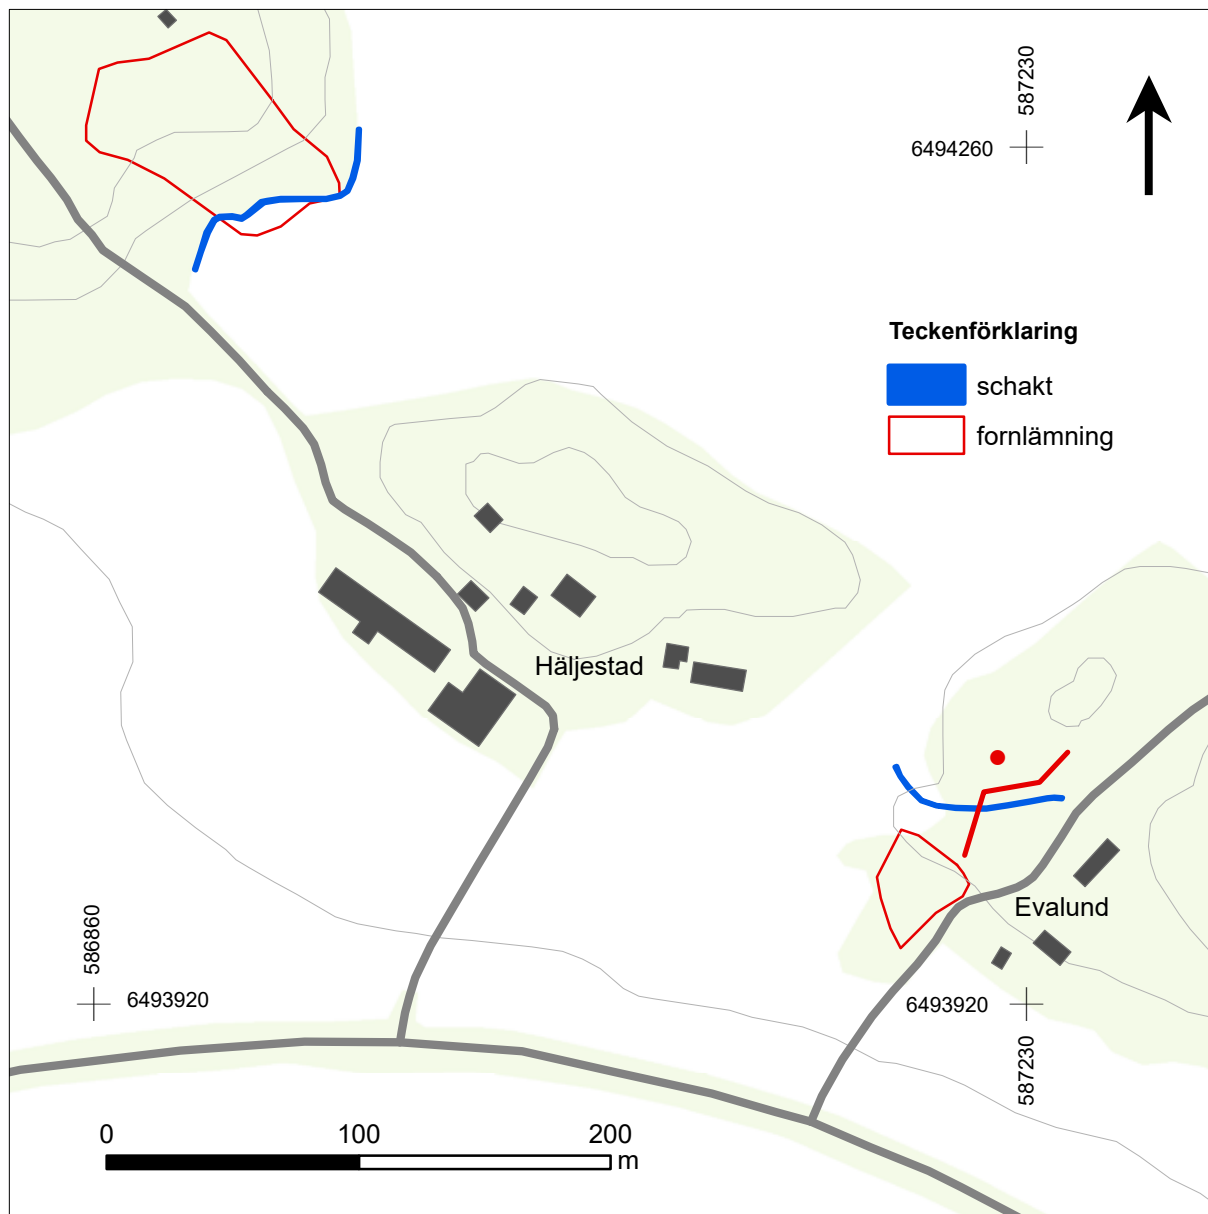 587230
6494260
Teckenförklaring
schakt
fornlämning
Häljestad
Evalund
586860
6493920
6493920
587230
0 100 200
m